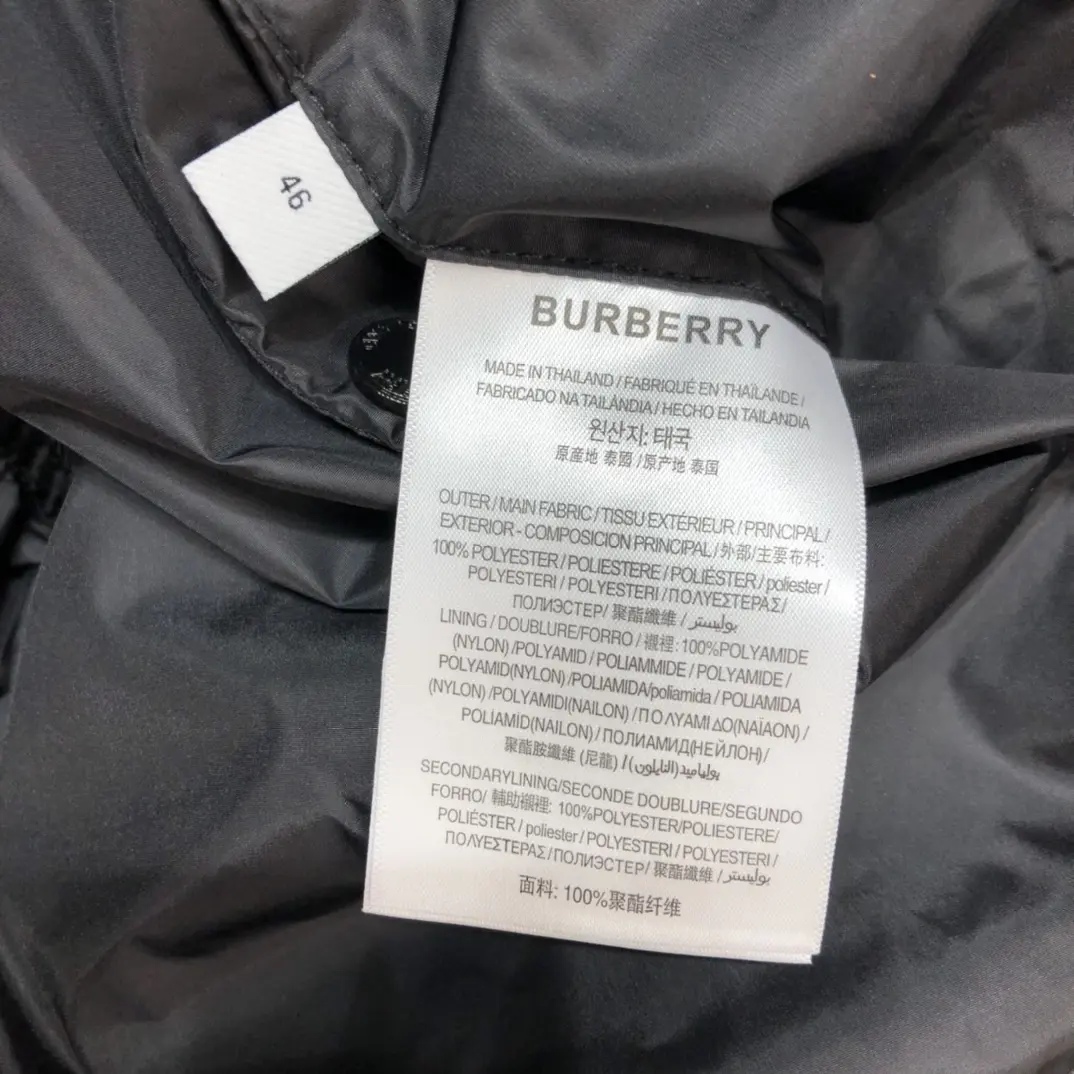 46
BURBERRY
MADE IN THAILAND / FABRIQUÉ EN THAÏLANDE /
FABRICADO NA TAILÂNDIA / HECHO EN TAILANDIA
원산지: 태국
原産地 泰國 / 原产地 泰国
OUTER / MAIN FABRIC / TISSU EXTERIEUR / PRINCIPAL /
EXTERIOR - COMPOSICION PRINCIPAL / 外部/主要布料:
100% POLYESTER / POLIESTERE / POLIÉSTER / poliester /
POLYESTERI / POLYESTERI / ΠΟΛΥΕΣΤΕΡΑΣ/
ПОЛИЭСТЕР/ 聚酯纖維 / بوليستر
LINING / DOUBLURE/FORRO / 襯裡: 100%POLYAMIDE
(NYLON) /POLYAMID / POLIAMMIDE / POLYAMIDE /
POLYAMID(NYLON) /POLIAMIDA/poliamida / POLIAMIDA
(NYLON) /POLYAMIDI(NAILON) / ΠΟΛΥΑΜΙΔΟ(ΝΑΪΑΟΝ) /
POLIAMÍD(NAILON) / ПОЛИАМИД(НЕЙЛОН) /
聚酯胺纖維 (尼龍) / بولياميد(النايلون)
SECONDARYLINING/SECONDE DOUBLURE/SEGUNDO
FORRO/ 輔助襯裡: 100%POLYESTER/POLIESTERE/
POLIÉSTER / poliester / POLYESTERI / POLYESTERI /
ΠΟΛΥΕΣΤΕΡΑΣ/ПОЛИЭСТЕР/ 聚酯纖維 / بوليستر
面料: 100%聚酯纤维